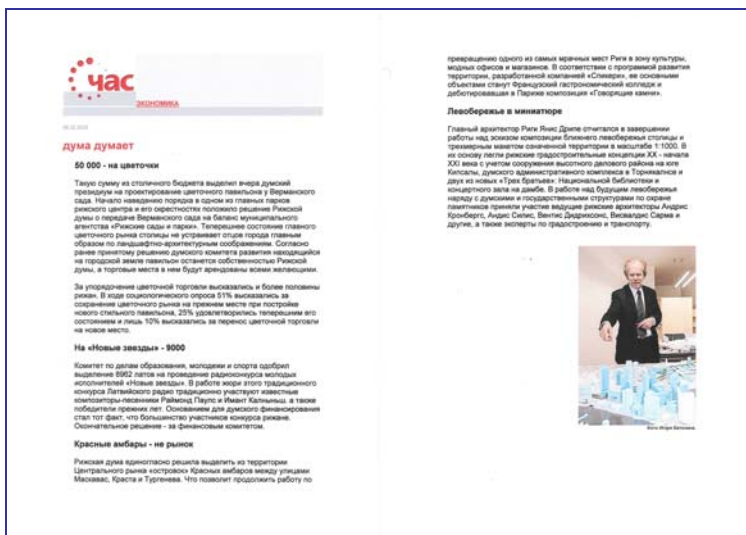 час
ЭКОНОМИКА
дума думает
50 000 - на цветочки
Такую сумму из столичного бюджета выделил вчера думский
президиум на проектирование цветочного павильона у Верманского
сада. Начало наведению порядка в одном из главных парков
рижского центра и его окрестностях положило решение Рижской
думы о передаче Верманского сада на баланс муниципального
агентства «Рижские сады и парки». Теперешнее состояние главного
цветочного рынка столицы не устраивает отцов города главным
образом по ландшафтно-архитектурным соображениям. Согласно
ранее принятому решению думского комитета развития находящийся
на городской земле павильон останется собственностью Рижской
думы, а торговые места в нем будут арендованы всеми желающими.
За упорядочение цветочной торговли высказались и более половины
рижан. В ходе социологического опроса 51% высказались за
сохранение цветочного рынка на прежнем месте при постройке
нового стильного павильона, 25% удовлетворились теперешним его
состоянием и лишь 10% высказались за перенос цветочной торговли
на новое место.
На «Новые звезды» - 9000
Комитет по делам образования, молодежи и спорта одобрил
выделение 8962 латов на проведение радиоконкурса молодых
исполнителей «Новые звезды». В работе жюри этого традиционного
конкурса Латвийского радио традиционно участвуют известные
композиторы-песенники Раймонд Паулс и Имант Калныньш, а также
победители прежних лет. Основанием для думского финансирования
стал тот факт, что большинство участников конкурса рижане.
Окончательное решение - за финансовым комитетом.
Красные амбары - не рынок
Рижская дума единогласно решила выделить из территории
Центрального рынка «островок» Красных амбаров между улицами
Маскавас, Краста и Тургенева. Что позволит продолжить работу по
превращению одного из самых мрачных мест Риги в зону культуры,
модных офисов и магазинов. В соответствии с программой развития
территории, разработанной компанией «Спикери», ее основными
объектами станут Французский гастрономический колледж и
дебютировавшая в Париже композиция «Говорящие камни».
Левобережье в миниатюре
Главный архитектор Риги Янис Дрипе отчитался в завершении
работы над эскизом композиции ближнего левобережья столицы и
трехмерным макетом означенной территории в масштабе 1:1000. В
их основу легли рижские градостроительные концепции XX - начала
XXI века с учетом сооружения высотного делового района на юге
Кипсалы, думского административного комплекса в Торнякалнсе и
двух из новых «Трех братьев»: Национальной библиотеки и
концертного зала на дамбе. В работе над будущим левобережья
наряду с думскими и государственными структурами по охране
памятников приняли участие ведущие рижские архитекторы Андрис
Кронбергс, Андис Силис, Вентис Дидрихсонс, Висвалдис Сарма и
другие, а также эксперты по градостроению и транспорту.